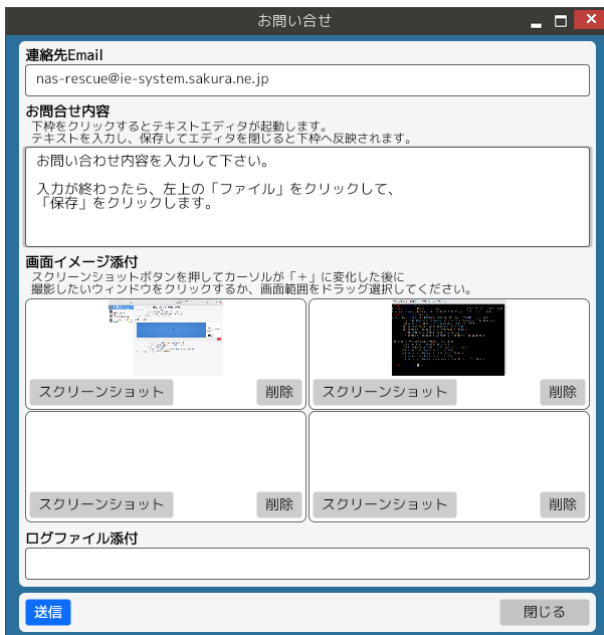 お問い合せ
連絡先Email
nas-rescue@ie-system.sakura.ne.jp
お問合せ内容
下枠をクリックするとテキストエディタが起動します。
テキストを入力し、保存してエディタを閉じると下枠へ反映されます。
お問い合わせ内容を入力して下さい。
入力が終わったら、左上の「ファイル」をクリックして、
「保存」をクリックします。
画面イメージ添付
スクリーンショットボタンを押してカーソルが「+」に変化した後に
撮影したいウィンドウをクリックするか、画面範囲をドラッグ選択してください。
スクリーンショット 削除 スクリーンショット 削除
スクリーンショット 削除 スクリーンショット 削除
ログファイル添付
送信 閉じる